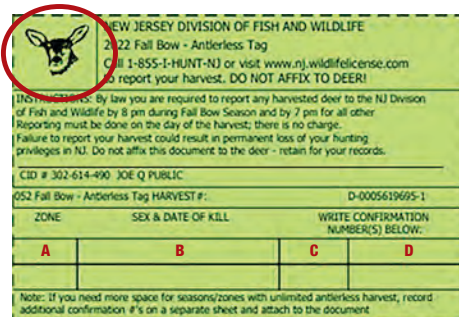 NEW JERSEY DIVISION OF FISH AND WILDLIFE
2022 Fall Bow - Antlerless Tag
Call 1-855-I-HUNT-NJ or visit www.nj.wildlifelicense.com
to report your harvest. DO NOT AFFIX TO DEER!
INSTRUCTIONS: By law you are required to report any harvested deer to the NJ Division
of Fish and Wildlife by 8 pm during Fall Bow Season and by 7 pm for all other
Reporting must be done on the day of the harvest; there is no charge.
Failure to report your harvest could result in permanent loss of your hunting
privileges in NJ. Do not affix this document to the deer - retain for your records.
CID # 302-614-490 JOE Q PUBLIC
052 Fall Bow - Antlerless Tag HARVEST#: D-0005619695-1
ZONE SEX & DATE OF KILL WRITE CONFIRMATION
NUMBER(S) BELOW:
A B C D
Note: If you need more space for seasons/zones with unlimited antlerless harvest, record
additional confirmation #'s on a separate sheet and attach to the document